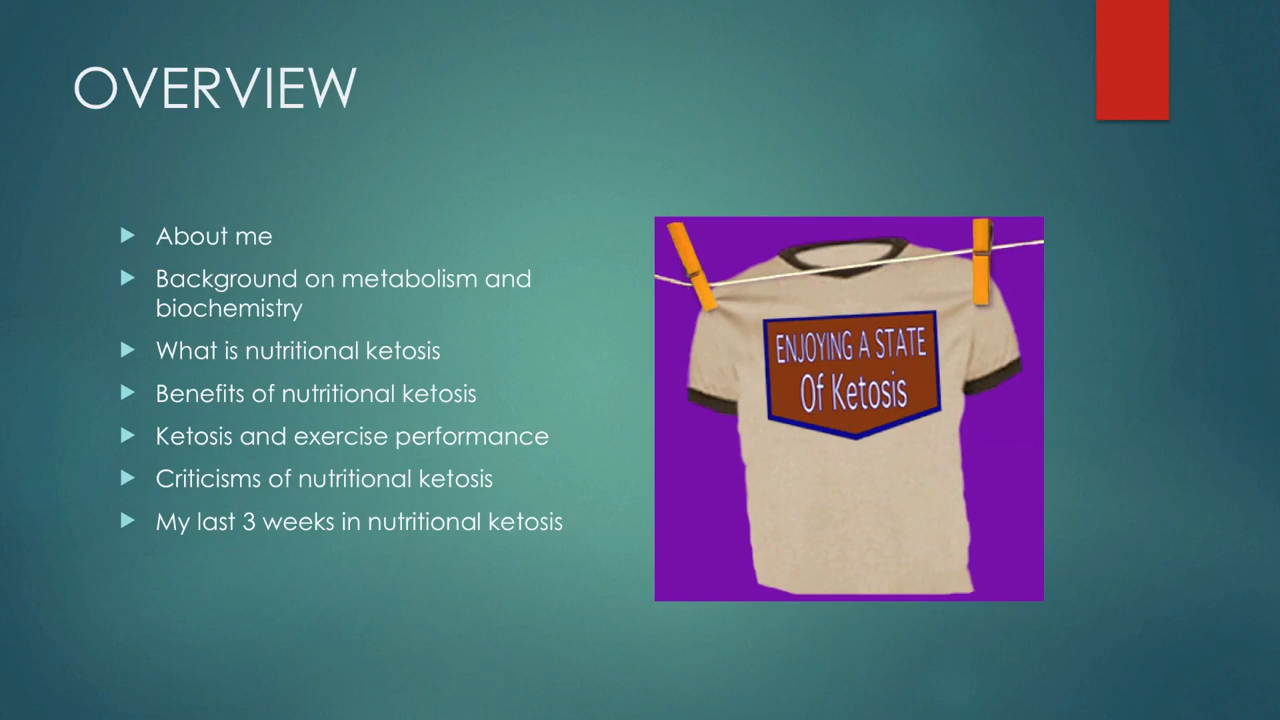 OVERVIEW
About me
Background on metabolism and
biochemistry
What is nutritional ketosis
Benefits of nutritional ketosis
Ketosis and exercise performance
Criticisms of nutritional ketosis
My last 3 weeks in nutritional ketosis
ENJOYING A STATE
Of Ketosis